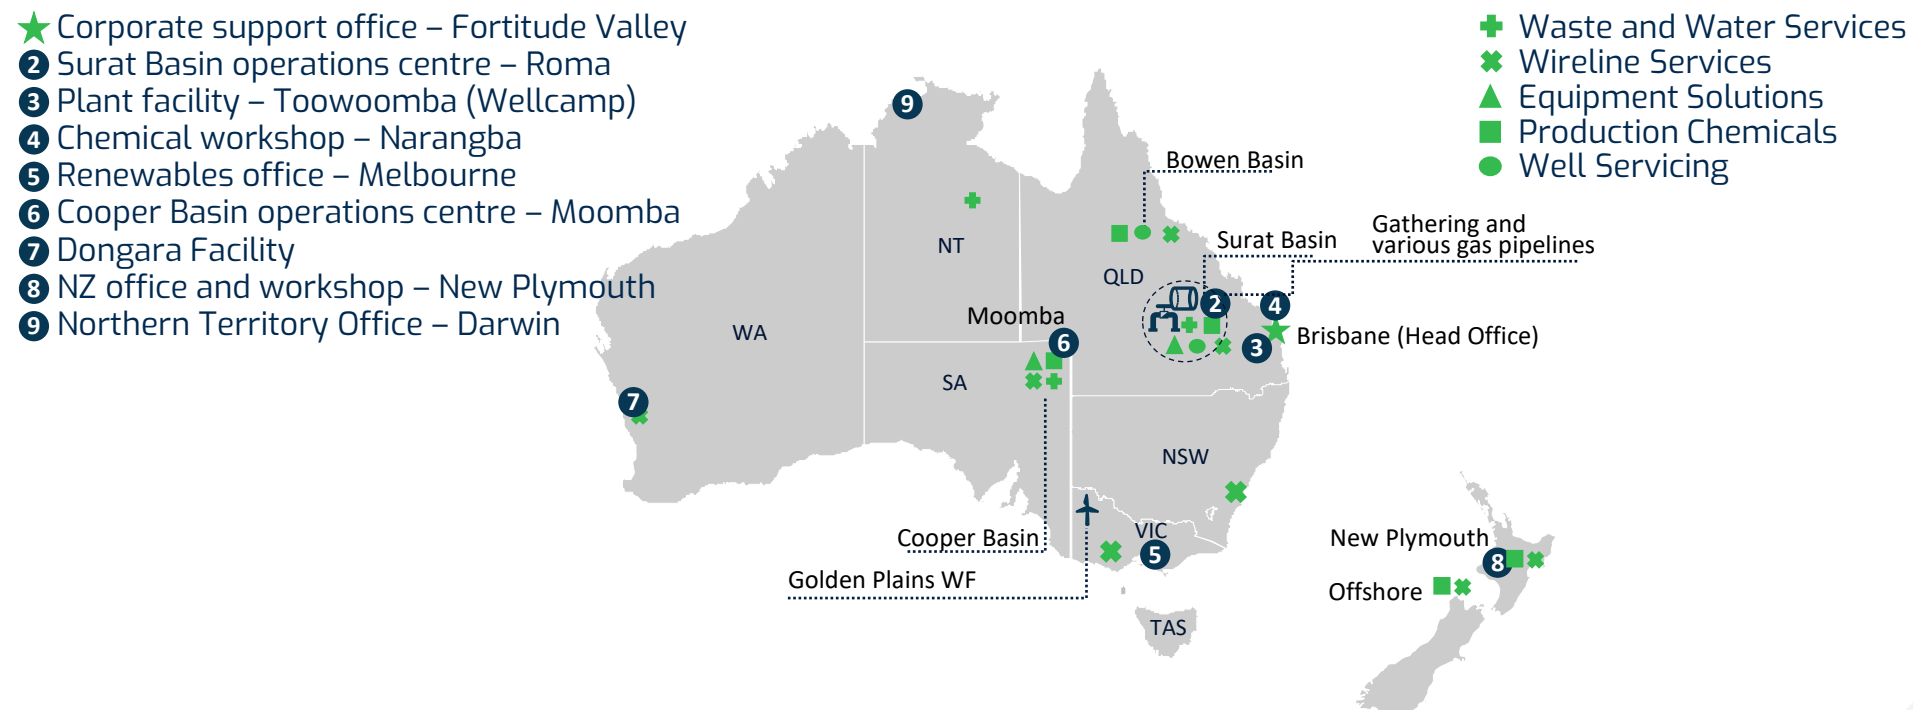 Corporate support office – Fortitude Valley
2 Surat Basin operations centre – Roma
3 Plant facility – Toowoomba (Wellcamp)
4 Chemical workshop – Narangba
5 Renewables office – Melbourne
6 Cooper Basin operations centre – Moomba
7 Dongara Facility
8 NZ office and workshop – New Plymouth
9 Northern Territory Office – Darwin
Waste and Water Services
Wireline Services
Equipment Solutions
Production Chemicals
Well Servicing
9
Bowen Basin
Gathering and
various gas pipelines
Surat Basin
NT
QLD
2
4
Moomba
WA
Brisbane (Head Office)
6
3
SA
7
NSW
VIC
Cooper Basin
5
New Plymouth
8
Golden Plains WF
Offshore
TAS